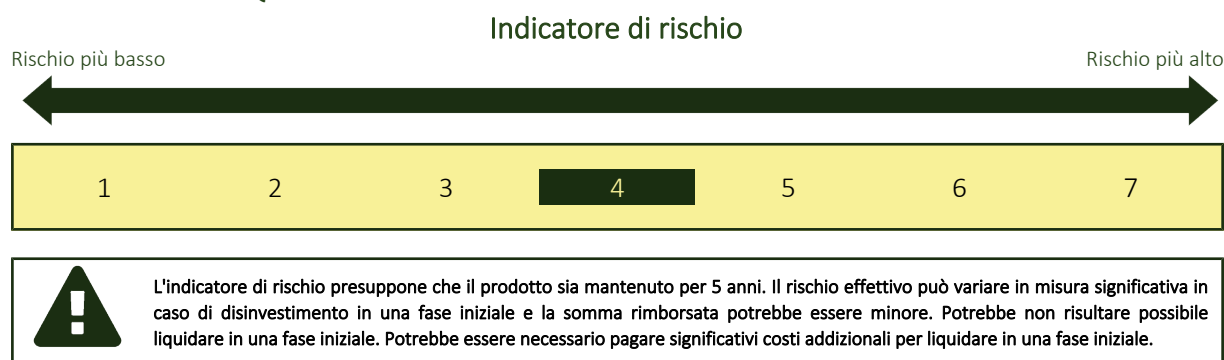 Indicatore di rischio
Rischio più basso
Rischio più alto
1 2 3 4 5 6 7
L'indicatore di rischio presuppone che il prodotto sia mantenuto per 5 anni. Il rischio effettivo può variare in misura significativa in
caso di disinvestimento in una fase iniziale e la somma rimborsata potrebbe essere minore. Potrebbe non risultare possibile
liquidare in una fase iniziale. Potrebbe essere necessario pagare significativi costi addizionali per liquidare in una fase iniziale.